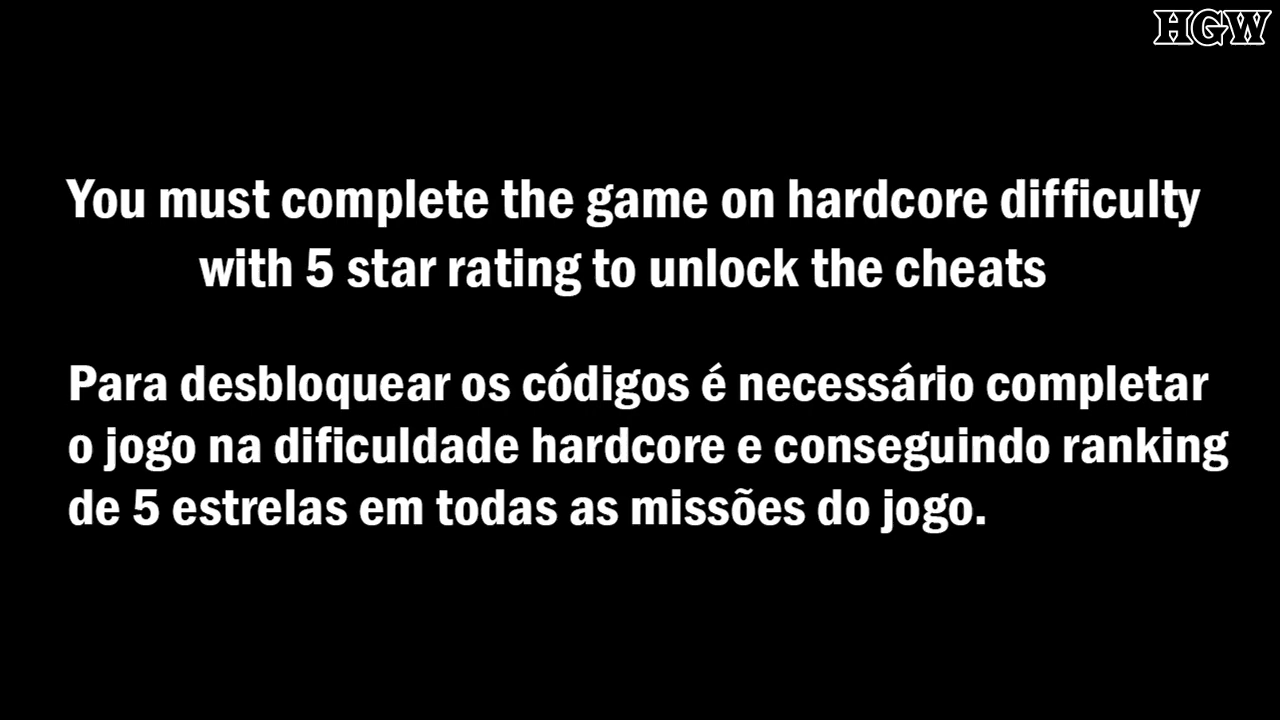 HGW
You must complete the game on hardcore difficulty
with 5 star rating to unlock the cheats
Para desbloquear os códigos é necessário completar
o jogo na dificuldade hardcore e conseguindo ranking
de 5 estrelas em todas as missões do jogo.